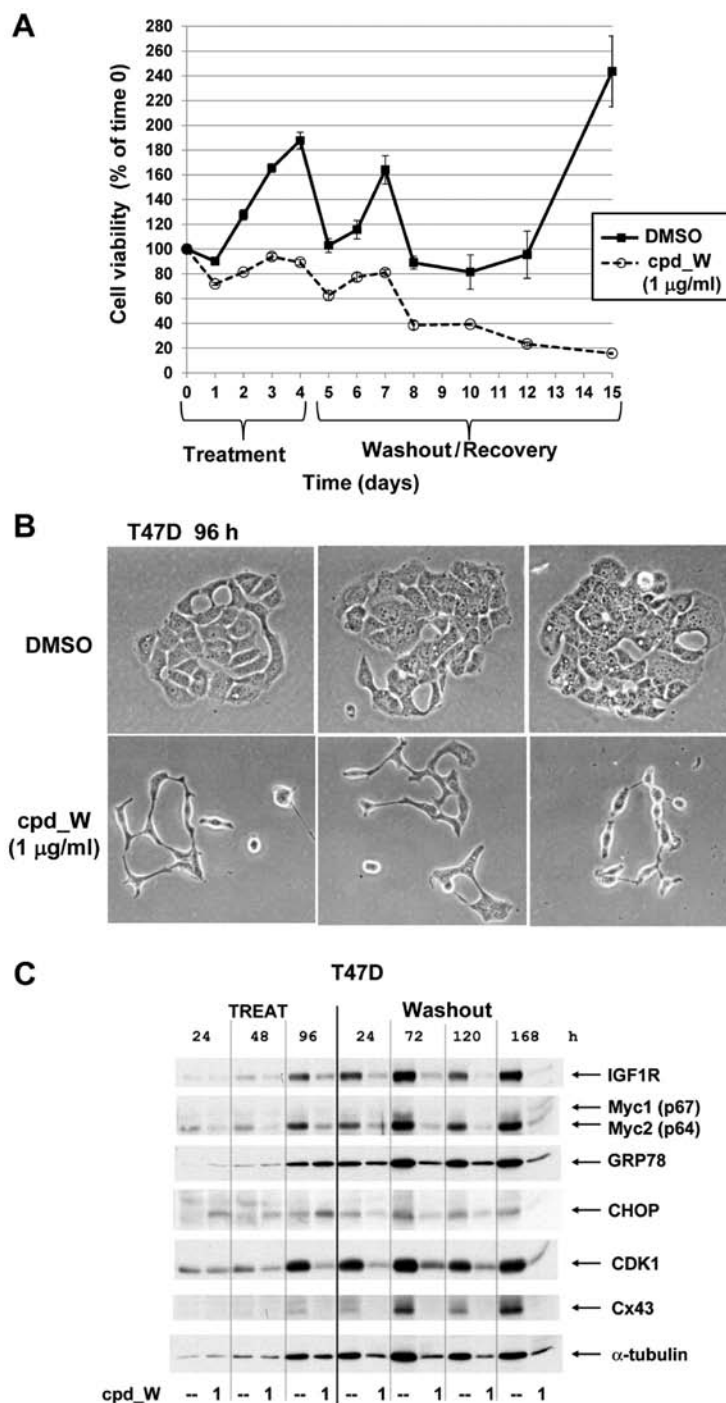 A
280
260
240
220
200
180
160
140
120
100
80
60
40
20
0
Cell viability (% of time 0)
0 1 2 3 4 5 6 7 8 9 10 11 12 13 14 15
Treatment
Washout/Recovery
Time (days)
DMSO
cpd_W
(1 μg/ml)
B
T47D 96 h
DMSO
cpd_W
(1 μg/ml)
C
T47D
TREAT Washout
24 48 96 24 72 120 168 h
IGF1R
Myc1 (p67)
Myc2 (p64)
GRP78
CHOP
CDK1
Cx43
α-tubulin
cpd_W -- 1 -- 1 -- 1 -- 1 -- 1 -- 1 -- 1